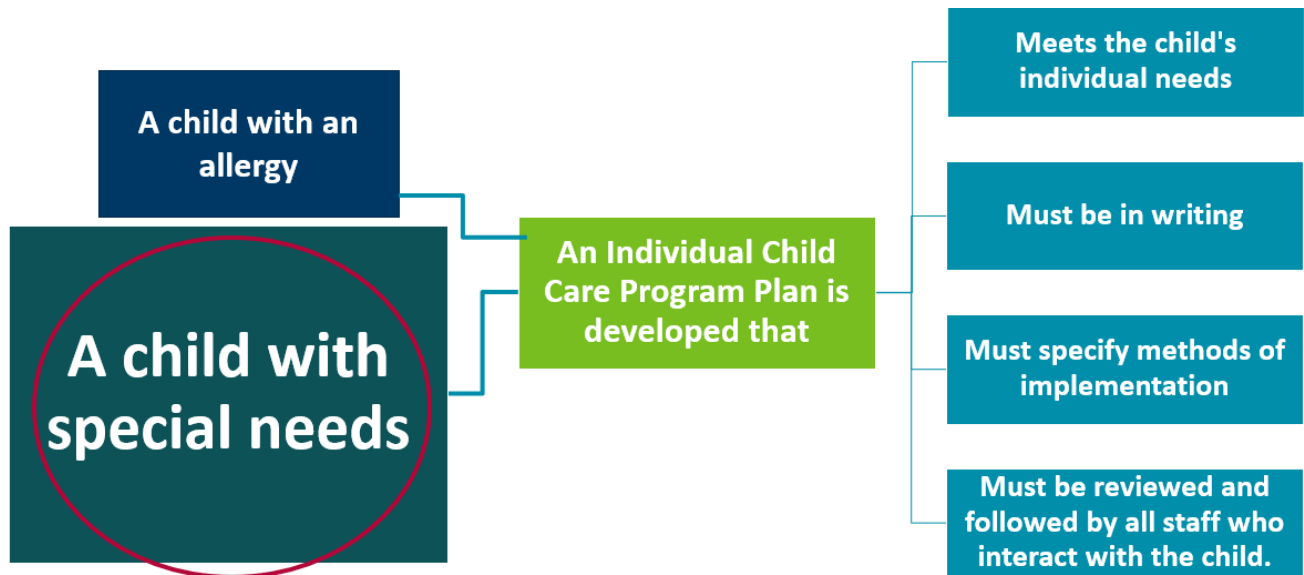 A child with an
allergy
A child with
special needs
An Individual Child
Care Program Plan is
developed that
Meets the child's
individual needs
Must be in writing
Must specify methods of
implementation
Must be reviewed and
followed by all staff who
interact with the child.